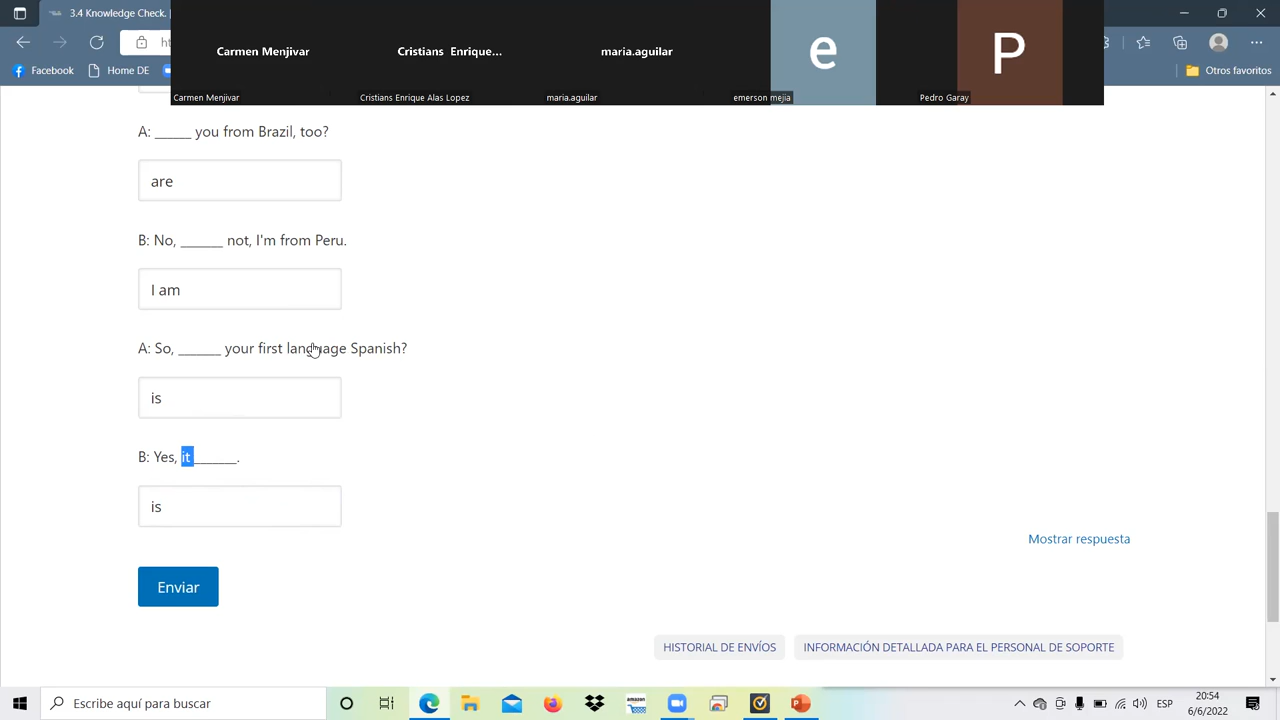 3.4 Knowledge
Carmen Menjivar
Cristians Enrique...
maria.aguilar
e
P
Carmen Menjivar
Cristians Enrique Alas Lopez
maria.aguilar
emerson mejia
Pedro Garay
Facebook
Home DE
Otros favoritos
A: _____ you from Brazil, too?
are
B: No, ______ not, I'm from Peru.
I am
A: So, ______ your first language Spanish?
is
B: Yes, it ______.
is
Mostrar respuesta
Enviar
HISTORIAL DE ENVÍOS
INFORMACIÓN DETALLADA PARA EL PERSONAL DE SOPORTE
Escribe aquí para buscar
amazon
ESP
20:54
6/6/2022